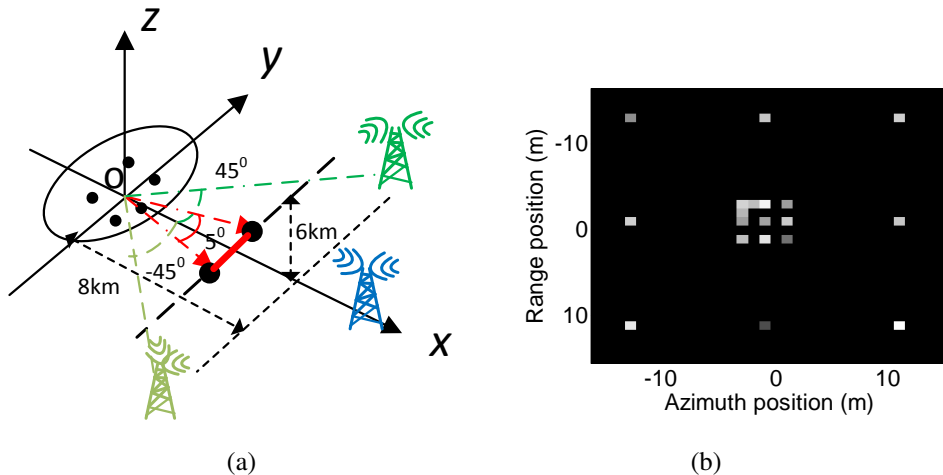 z
y
O
45⁰
5⁰
6km
-45⁰
8km
x
(a)
Range position (m)
-10
0
10
-10
0
10
Azimuth position (m)
(b)